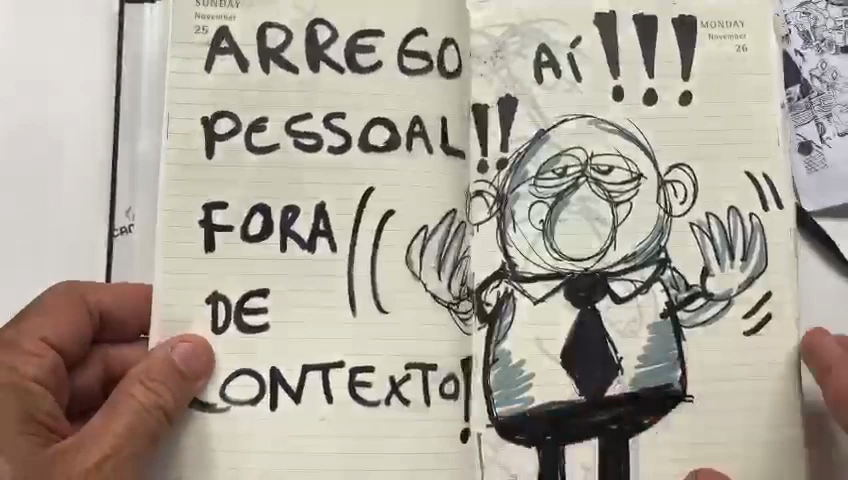 SUNDAY
November
25
MONDAY
November
26
ARREGO AÍ!!!
PESSOAL!!
FORA
DE
CONTEXTO!